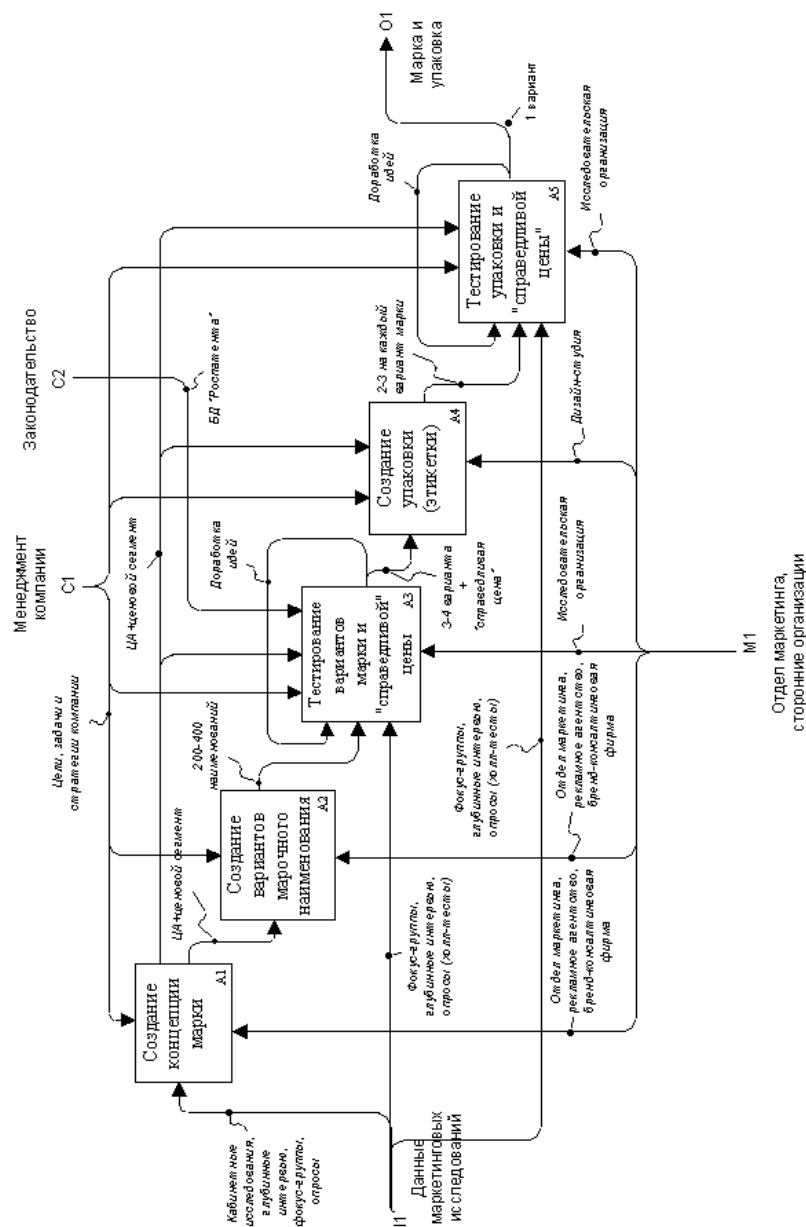 Менеджмент
компании
C1
Законодательство
C2
Цели, задачи и
стратегии компании
ЦА+ценовой сегмент
БД "Роспатента"
Создание
концепции
марки
A1
ЦА+ценовой сегмент
Создание
вариантов
марочного
наименования
A2
200-400
наименований
Доработка
идей
Тестирование
вариантов
марки и
"справедливой"
цены
A3
3-4 варианта
+
"справедливая
цена"
Создание
упаковки
(этикетки)
A4
2-3 на каждый
вариант марки
Доработка
идей
Тестирование
упаковки и
"справедливой
цены"
A5
1 вариант
O1
Марка и
упаковка
Кабинетные
исследования,
глубинные
интервью,
фокус-группы,
опросы
I1
Данные
маркетинговых
исследований
Фокус-группы,
глубинные интервью,
опросы (холл-тесты)
Фокус-группы,
глубинные интервью,
опросы (холл-тесты)
Отдел маркетинга,
рекламное агентство,
бренд-консалтинговая
фирма
Отдел маркетинга,
рекламное агентство,
бренд-консалтинговая
фирма
Исследовательская
организация
Дизайн-студия
Исследовательская
организация
M1
Отдел маркетинга,
сторонние организации